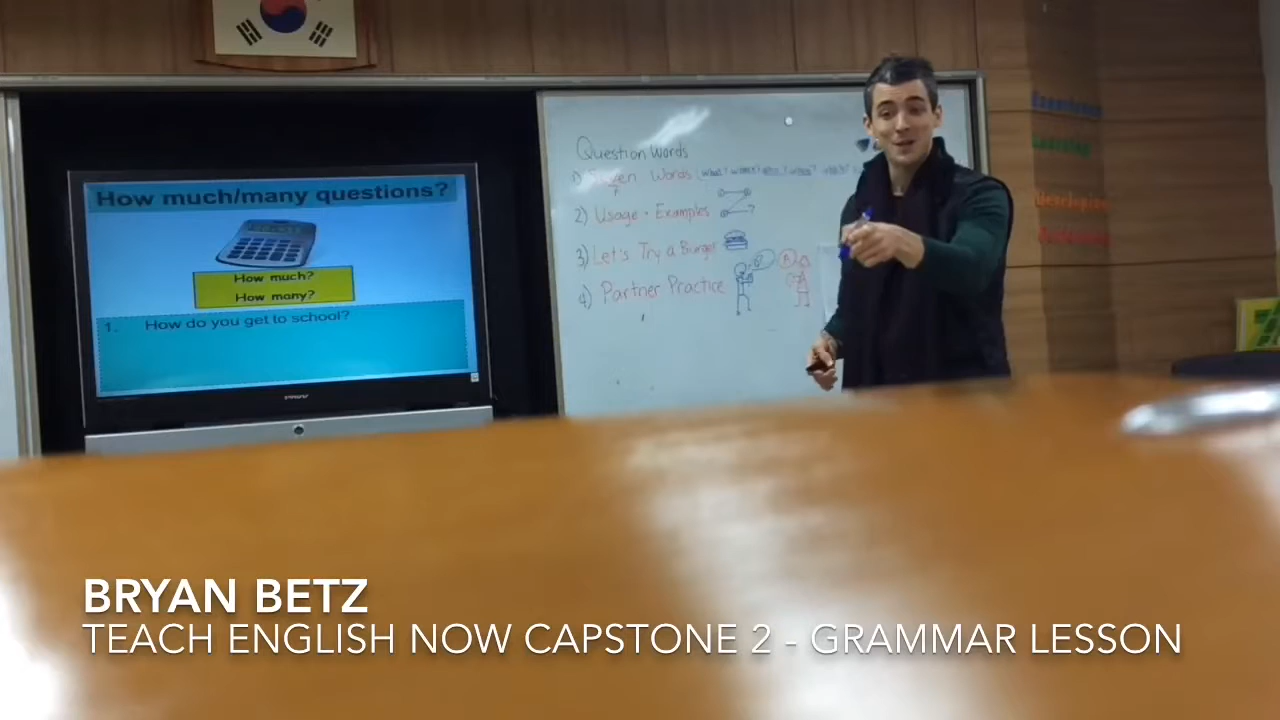 How much/many questions?
How much?
How many?
1. How do you get to school?
Question Words
1) Seven Words
2) Usage + Examples
3) Let's Try a Burger
4) Partner Practice
A
BRYAN BETZ
TEACH ENGLISH NOW CAPSTONE 2 - GRAMMAR LESSON